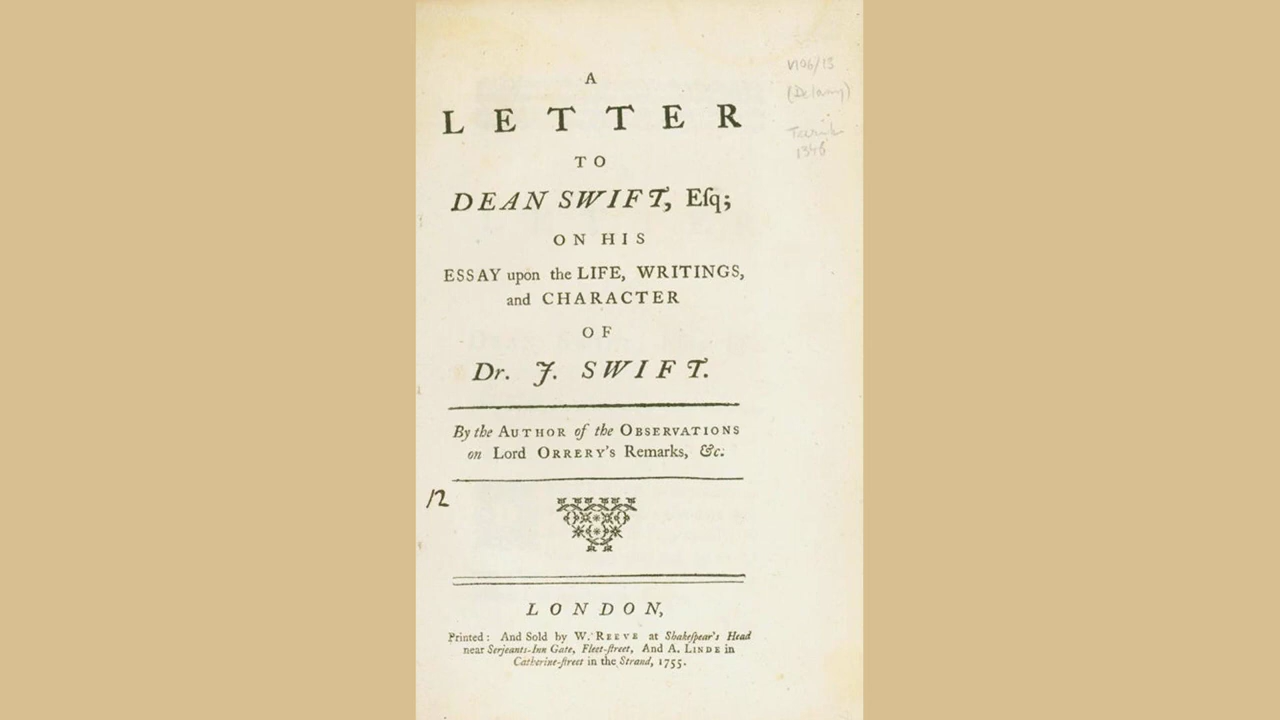 A
LETTER
TO
DEAN SWIFT, Eſq;
ON HIS
ESSAY upon the LIFE, WRITINGS,
and CHARACTER
OF
Dr. J. SWIFT.
By the AUTHOR of the OBSERVATIONS
on Lord ORRERY's Remarks, &c.
12
LONDON,
Printed: And Sold by W. REEVE at Shakeſpear's Head
near Serjeants-Inn Gate, Fleet-ſtreet, And A. LINDE in
Catherine-ſtreet in the Strand, 1755.
(Delany)